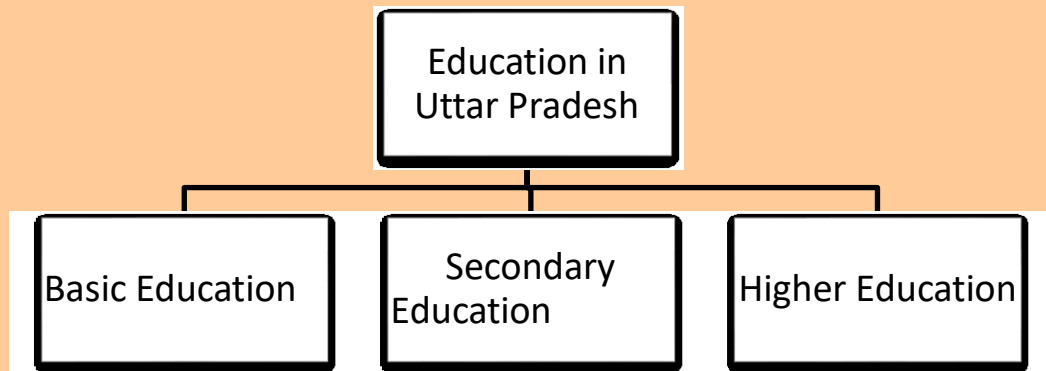 Education in
Uttar Pradesh
Basic Education
Secondary
Education
Higher Education